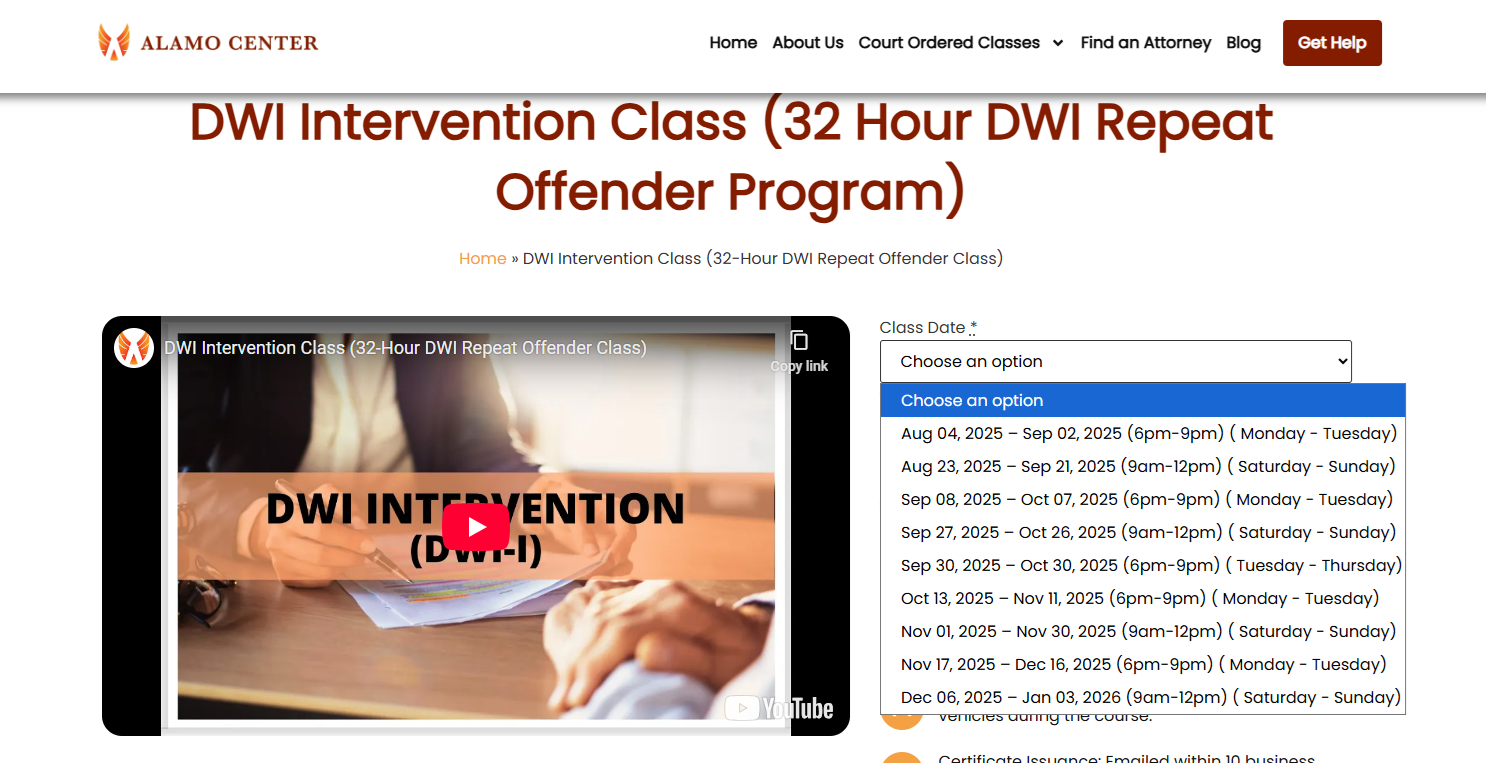 ALAMO CENTER
Home About Us Court Ordered Classes Find an Attorney Blog Get Help
DWI Intervention Class (32 Hour DWI Repeat
Offender Program)
Home » DWI Intervention Class (32-Hour DWI Repeat Offender Class)
DWI Intervention Class (32-Hour DWI Repeat Offender Class)
Copy link
DWI INTERVENTION
(DWI-I)
YouTube
Class Date *
Choose an option
Choose an option
Aug 04, 2025 – Sep 02, 2025 (6pm-9pm) ( Monday - Tuesday)
Aug 23, 2025 – Sep 21, 2025 (9am-12pm) ( Saturday - Sunday)
Sep 08, 2025 – Oct 07, 2025 (6pm-9pm) ( Monday - Tuesday)
Sep 27, 2025 – Oct 26, 2025 (9am-12pm) ( Saturday - Sunday)
Sep 30, 2025 – Oct 30, 2025 (6pm-9pm) ( Tuesday - Thursday)
Oct 13, 2025 – Nov 11, 2025 (6pm-9pm) ( Monday - Tuesday)
Nov 01, 2025 – Nov 30, 2025 (9am-12pm) ( Saturday - Sunday)
Nov 17, 2025 – Dec 16, 2025 (6pm-9pm) ( Monday - Tuesday)
Dec 06, 2025 – Jan 03, 2026 (9am-12pm) ( Saturday - Sunday)
vehicles during the course.
Certificate Issuance: Emailed within 10 business